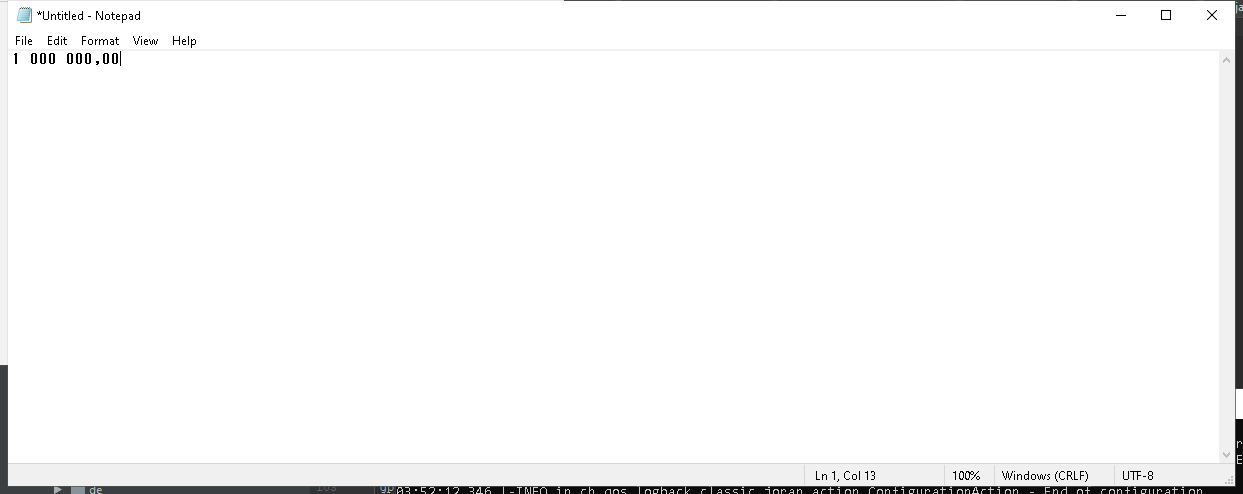 *Untitled - Notepad
File Edit Format View Help
1 000 000,00
Ln 1, Col 13 100% Windows (CRLF) UTF-8
de
03:52:12,346 |-INFO in ch.qos.logback.classic.joran.action.ConfigurationAction - End of configuration.